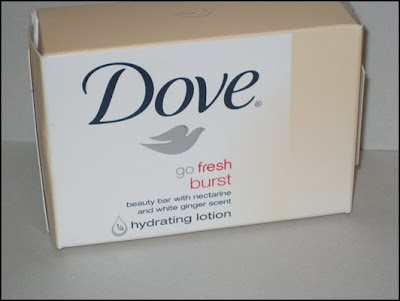 Dove®
go fresh
burst
beauty bar with nectarine
and white ginger scent
¼ hydrating lotion